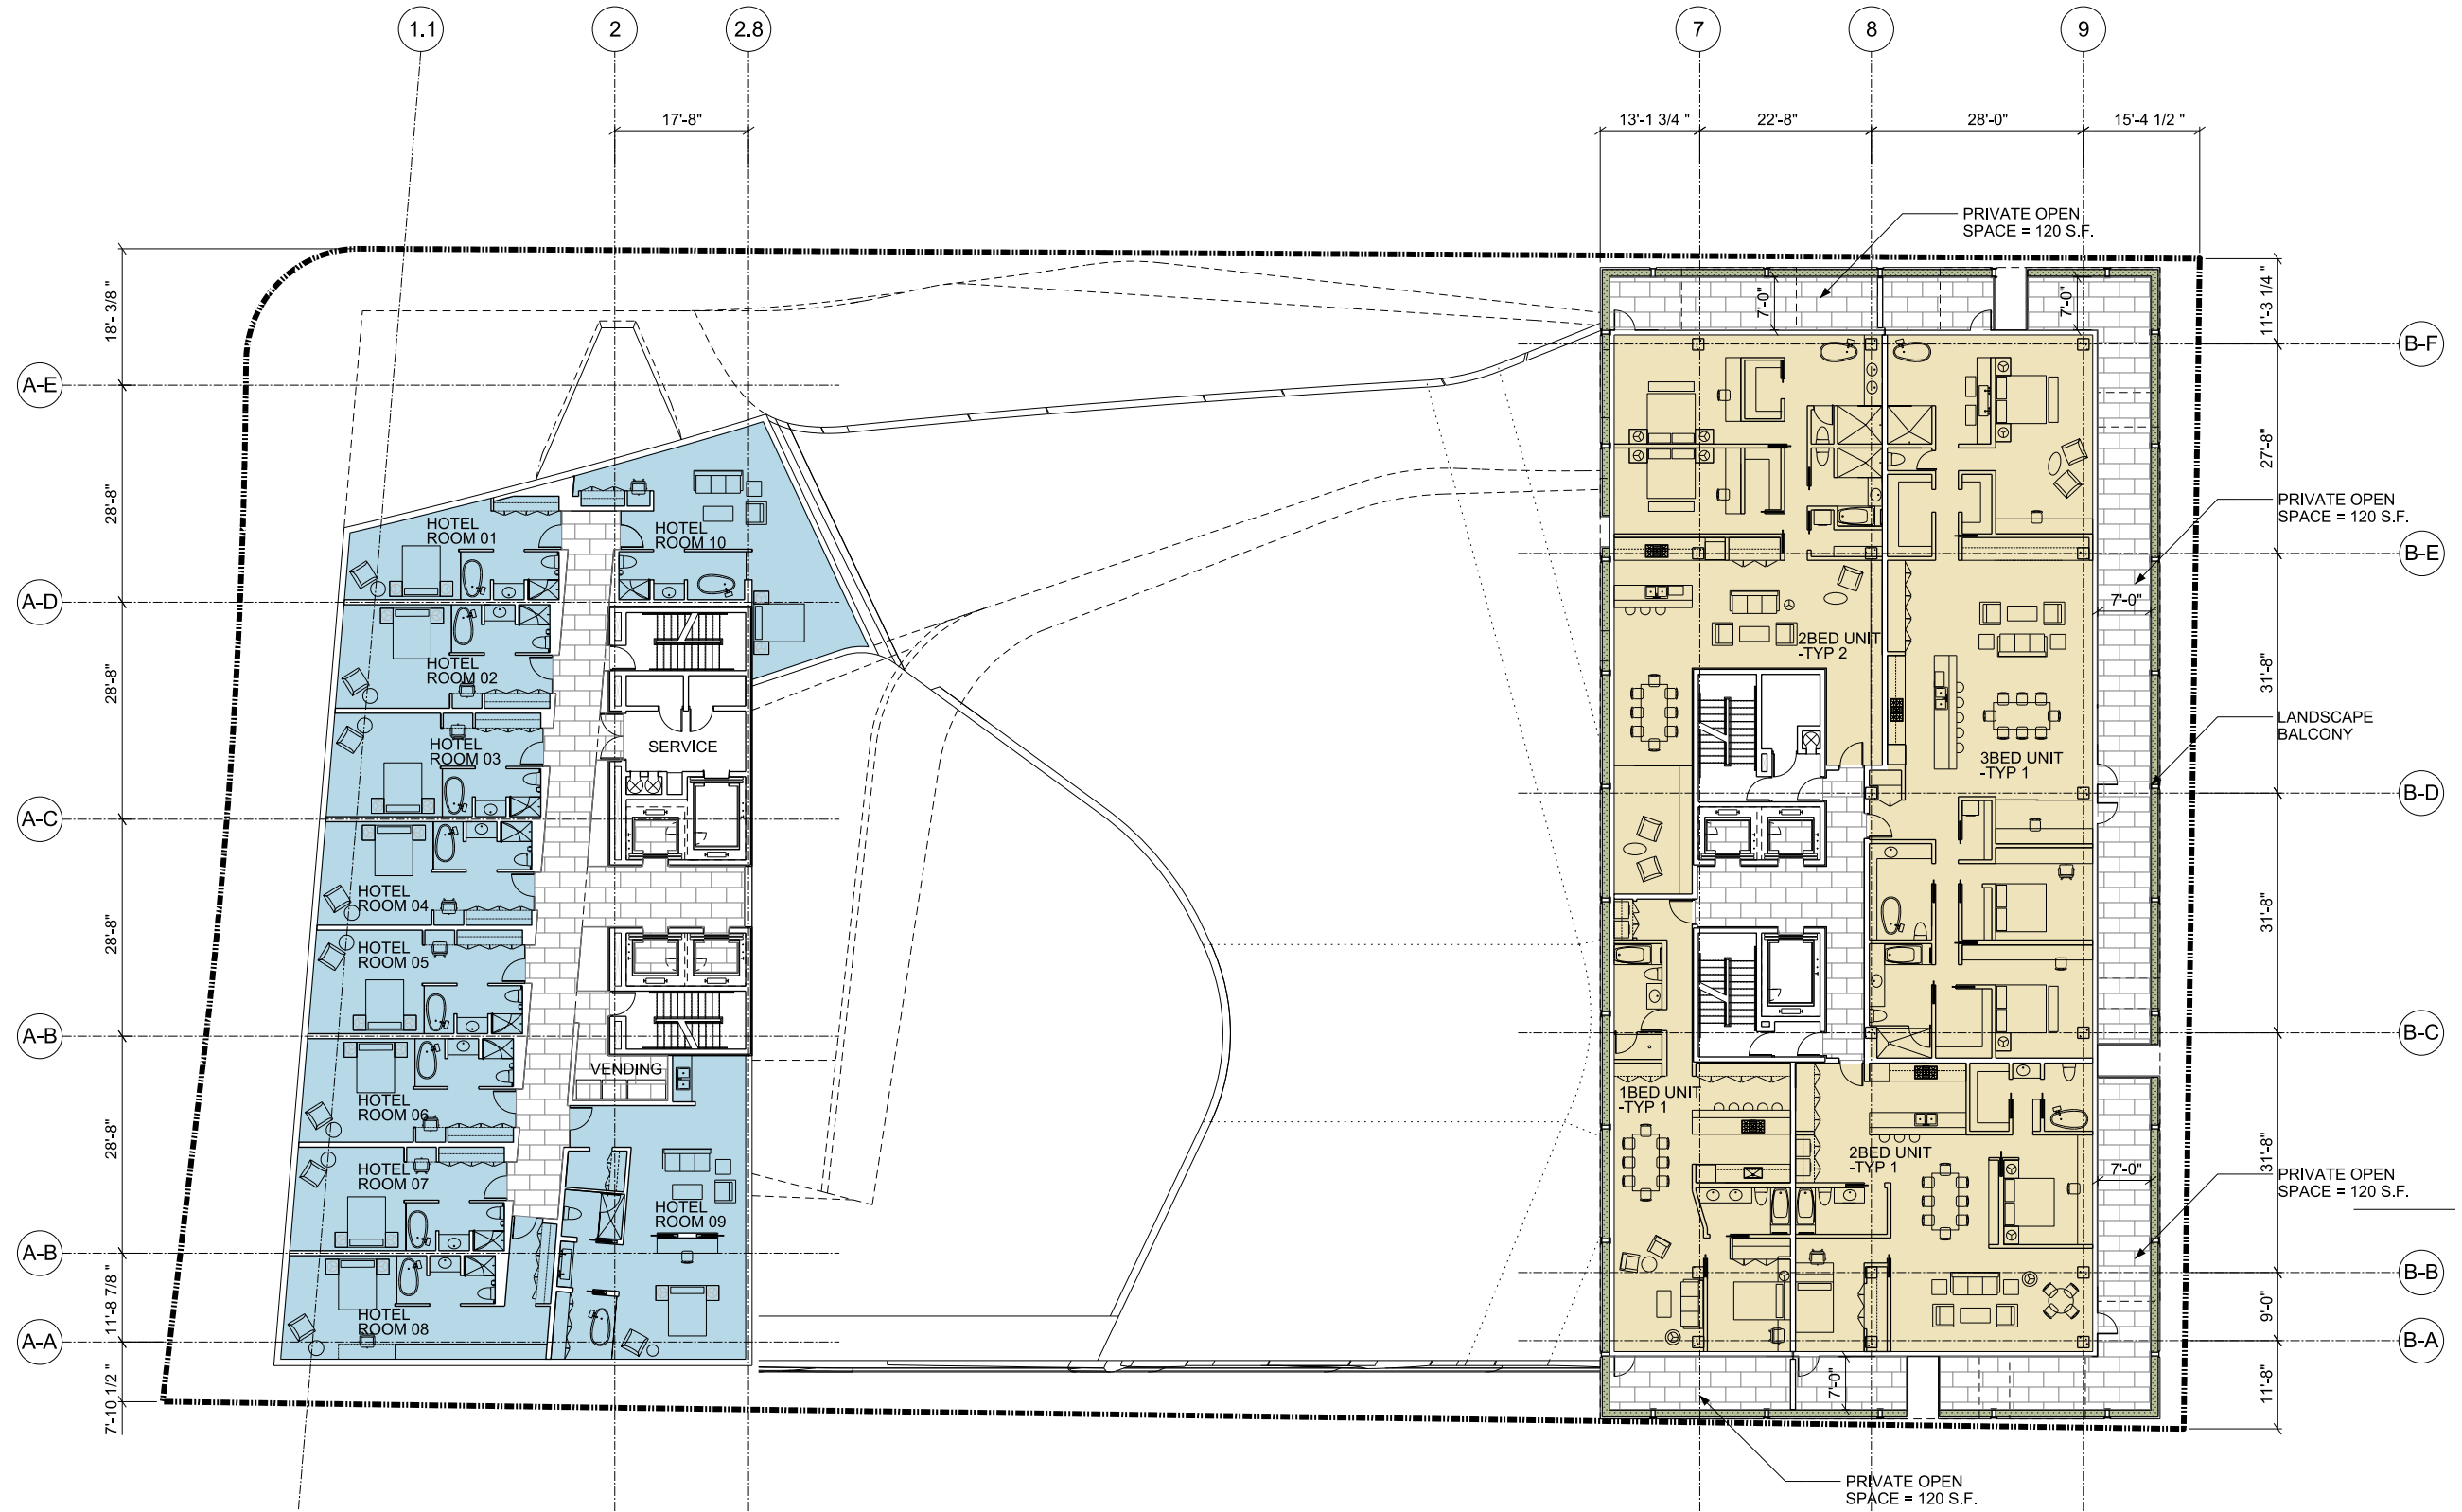 1.1
2
2.8
7
8
9
17'-8"
13'-1 3/4 "
22'-8"
28'-0"
15'-4 1/2 "
PRIVATE OPEN
SPACE = 120 S.F.
18'- 3/8 "
28'-8"
28'-8"
28'-8"
28'-8"
11'-8 7/8 "
7'-10 1/2 "
A-E
A-D
A-C
A-B
A-B
A-A
HOTEL
ROOM 01
HOTEL
ROOM 10
HOTEL
ROOM 02
HOTEL
ROOM 03
SERVICE
HOTEL
ROOM 04
HOTEL
ROOM 05
VENDING
HOTEL
ROOM 06
HOTEL
ROOM 07
HOTEL
ROOM 09
HOTEL
ROOM 08
7'-0"
7'-0"
2BED UNIT
-TYP 2
3BED UNIT
-TYP 1
1BED UNIT
-TYP 1
2BED UNIT
-TYP 1
7'-0"
7'-0"
7'-0"
11'-3 1/4 "
27'-8"
31'-8"
31'-8"
31'-8"
9'-0"
11'-8"
PRIVATE OPEN
SPACE = 120 S.F.
LANDSCAPE
BALCONY
PRIVATE OPEN
SPACE = 120 S.F.
B-F
B-E
B-D
B-C
B-B
B-A
PRIVATE OPEN
SPACE = 120 S.F.